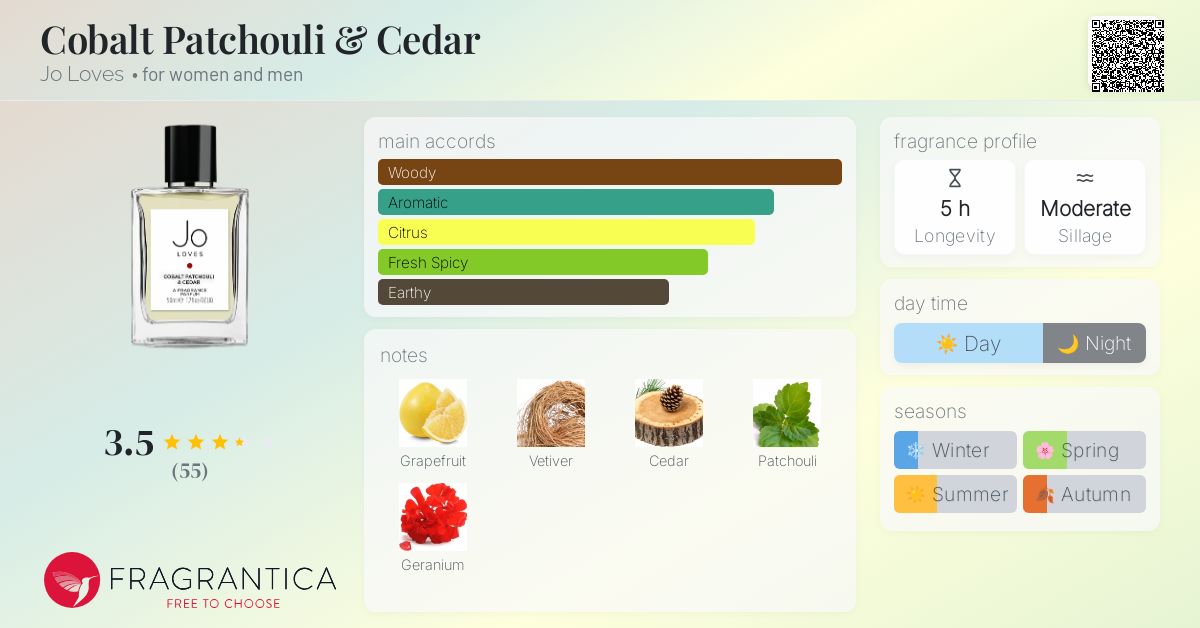 Cobalt Patchouli & Cedar
Jo Loves • for women and men
Jo
LOVES
COBALT PATCHOULI
& CEDAR
A FRAGRANCE
3.5
(55)
FRAGRANTICA
FREE TO CHOOSE
main accords
Woody
Aromatic
Citrus
Fresh Spicy
Earthy
notes
Grapefruit
Vetiver
Cedar
Patchouli
Geranium
fragrance profile
5 h
Longevity
Moderate
Sillage
day time
Day
Night
seasons
Winter
Spring
Summer
Autumn